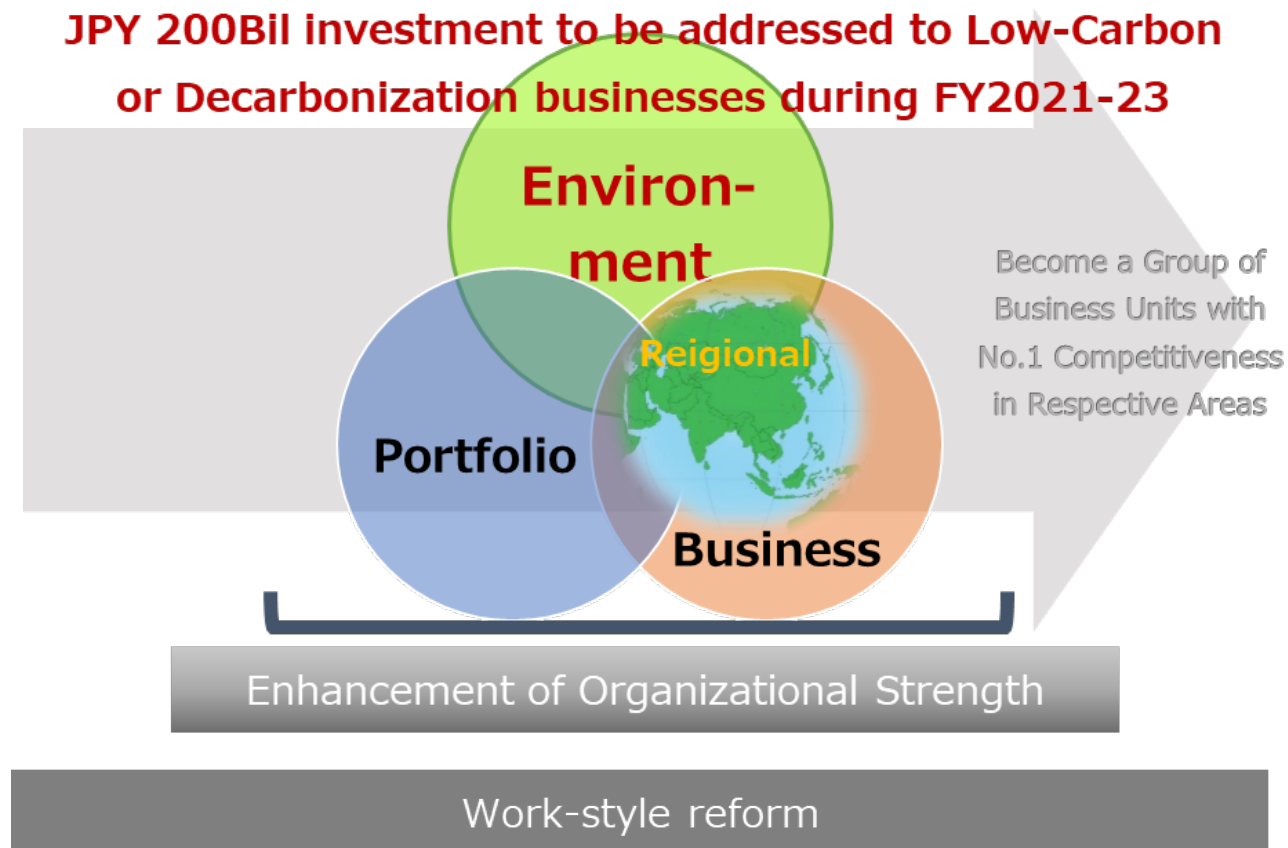 JPY 200Bil investment to be addressed to Low-Carbon
or Decarbonization businesses during FY2021-23
Environ-
ment
Become a Group of
Business Units with
No.1 Competitiveness
in Respective Areas
Reigional
Portfolio
Business
Enhancement of Organizational Strength
Work-style reform